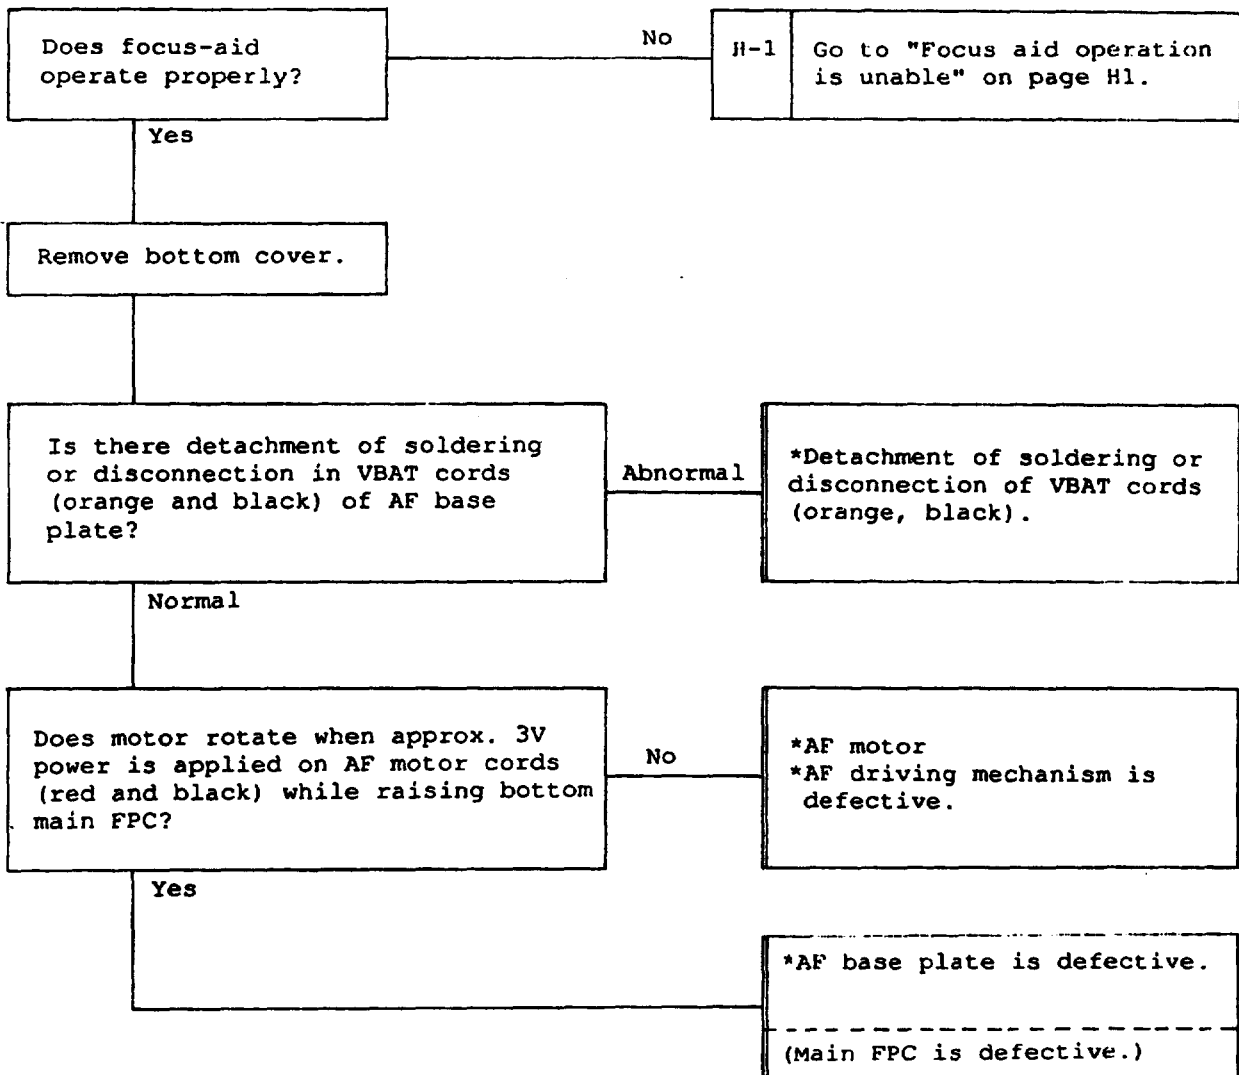 Does focus-aid
operate properly?
No
H-1
Go to "Focus aid operation
is unable" on page H1.
Yes
Remove bottom cover.
Is there detachment of soldering
or disconnection in VBAT cords
(orange and black) of AF base
plate?
Abnormal
*Detachment of soldering or
disconnection of VBAT cords
(orange, black).
Normal
Does motor rotate when approx. 3V
power is applied on AF motor cords
(red and black) while raising bottom
main FPC?
No
*AF motor
*AF driving mechanism is
defective.
Yes
*AF base plate is defective.
(Main FPC is defective.)